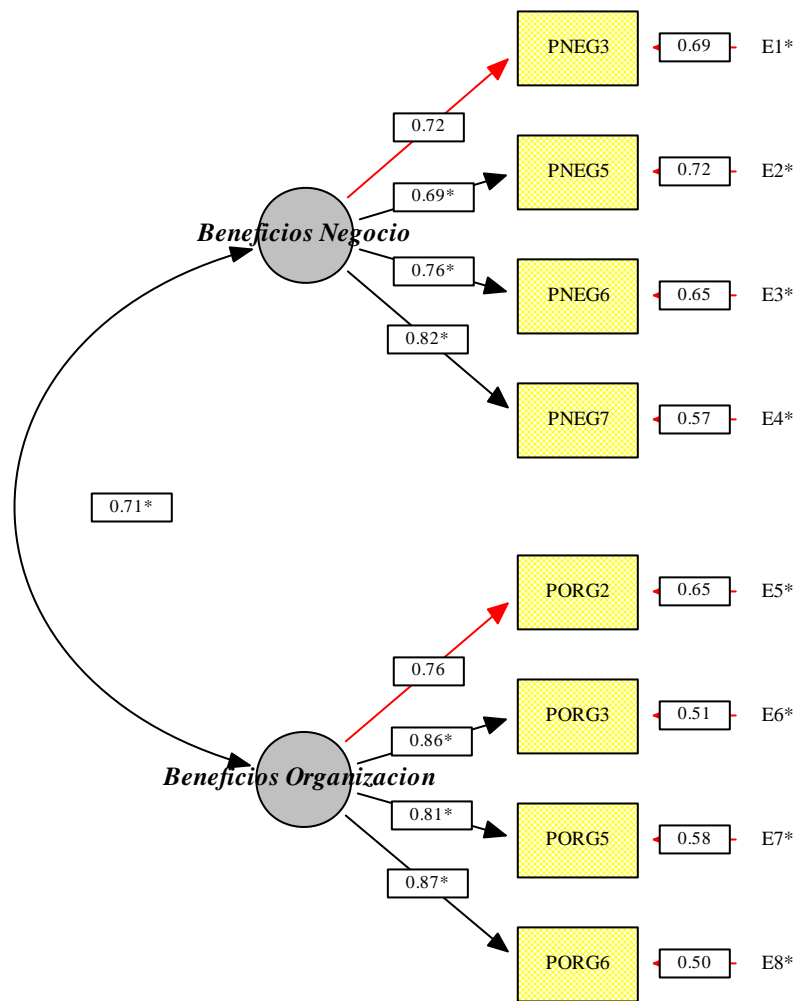 PNEG3
0.69
E1*
0.72
PNEG5
0.72
E2*
0.69*
Beneficios Negocio
0.76*
PNEG6
0.65
E3*
0.82*
PNEG7
0.57
E4*
0.71*
PORG2
0.65
E5*
0.76
PORG3
0.51
E6*
0.86*
Beneficios Organizacion
0.81*
PORG5
0.58
E7*
0.87*
PORG6
0.50
E8*